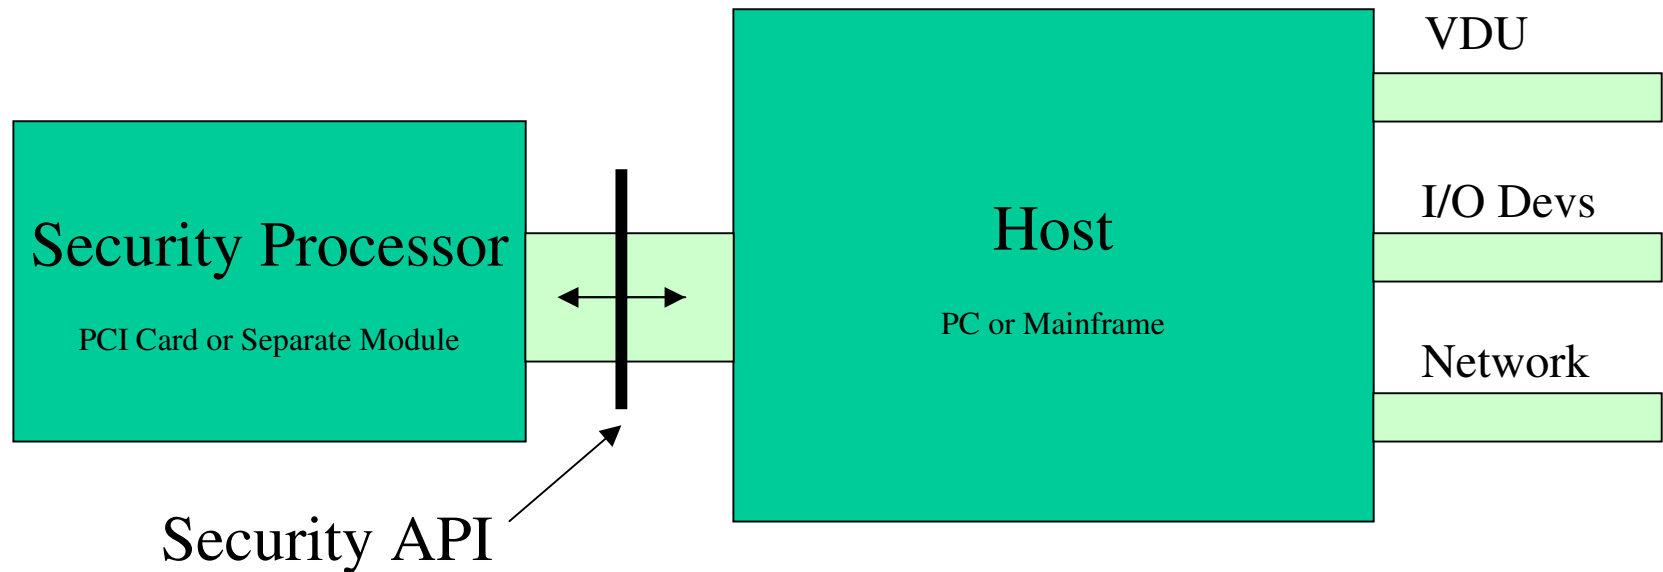 Security Processor
PCI Card or Separate Module
Security API
Host
PC or Mainframe
VDU
I/O Devs
Network